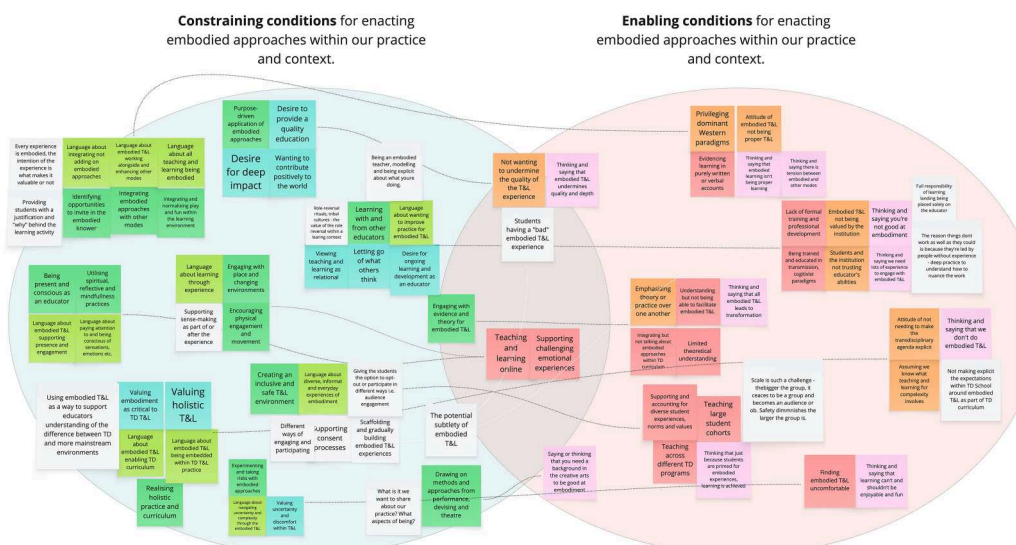 Constraining conditions for enacting
embodied approaches within our practice
and context.
Enabling conditions for enacting
embodied approaches within our practice
and context.
Every experience
is embodied, the
intention of the
experience is
what makes it
valuable or not
Language about
integrating not
adding on
embodied
approaches
Language about
embodied T&L
working
alongside and
enhancing other
modes
Language
about all
teaching and
learning being
embodied
Providing
students with a
justification and
"why" behind the
learning activity
Identifying
opportunities
to invite in the
embodied
knower
Integrating
embodied
approaches
with other
modes
Integrating and
normalizing play
and fun within
the learning
environment
Purpose-
driven
application of
embodied
approaches
Desire to
provide a
quality
education
Desire
for deep
impact
Wanting to
contribute
positively to
the world
Being an embodied
teacher, modelling
and being explicit
about what youre
doing.
Role-reversal
rituals, tribal
cultures - the
value of the role
reversal within a
learing context
Learning
with and
from other
educators
Language
about wanting
to improve
practice for
embodied T&L
Viewing
teaching and
learning as
relational
Letting go
of what
others
think
Desire for
ongoing
learning and
development as
an educator
Being
present and
conscious as
an educator
Utilising
spiritual,
reflective and
mindfulness
practices
Language about
embodied T&L
supporting
presence and
engagement
Language about
paying attention
to and being
conscious of
sensations,
emotions etc.
Language
about learning
through
experience
Engaging with
place and
changing
environments
Supporting
sense-making
as part of or
after the
experience
Encouraging
physical
engagement
and
movement
Engaging with
evidence and
theory for
embodied T&L
Using embodied T&L
as a way to support
educators
understanding of the
difference between TD
and more mainstream
environments
Valuing
embodiment
as critical to
TD T&L
Valuing
holistic
T&L
Language
about
embodied T&L
enabling TD
curriculum
Language about
embodied T&L
being embedded
within TD T&L
practice
Realising
holistic
practice and
curriculum
Creating an
inclusive and
safe T&L
environment
Language about
diverse, informal
and everyday
experiences of
embodiment
Giving the students
the option to opt-
out or participate in
different ways i.e.
audience
engagement
Different
ways of
engaging and
participating
Supporting
consent
processes
Scaffolding
and gradually
building
embodied T&L
experiences
The potential
subtlety of
embodied
T&L
Experimenting
and taking
risks with
embodied
approaches
Language about
navigating
uncertainty and
complexity
through the
embodied T&L
Valuing
uncertainty
and
discomfort
within T&L
What is it we
want to share
about our
practice? What
aspects of being?
Drawing on
methods and
approaches from
performance,
devising and
theatre
Not wanting
to undermine
the quality of
the T&L
experience
Thinking and
saying that
embodied T&L
undermines
quality and
depth
Students
having a "bad"
embodied T&L
experience
Teaching
and
learning
online
Supporting
challenging
emotional
experiences
Saying or thinking
that you need a
background in
the creative arts
to be good at
embodiment
Privileging
dominant
Western
paradigms
Attitude of
embodied T&L
not being
proper T&L
Evidencing
learning in
purely written
or verbal
accounts
Thinking and
saying that
embodied
learning isn't
being proper
learning
Thinking and
saying there is
tension between
embodied and
other modes
Lack of formal
training and
professional
development
Embodied T&L
not being
valued by the
institution
Thinking
and saying
you're not
good at
embodiment
Being trained
and educated in
transmission,
cogitolist
paradigms
Students and
the institution
not trusting
educator's
abilities
Thinking and
saying we need
lots of experience
to engage with
embodied T&L
Full responsibility
of learning
landing being
placed solely on
the educator
The reason things dont
work as well as they could
is because they're led by
people without experience
- deep practice to
understand how to
nuance the work
Emphasizing
theory or
practice over
one another
Understanding
but not being
able to facilitate
embodied T&L
Thinking and
saying that all
embodied T&L
leads to
transformation
Integrating but
not talking about
embodied
approaches
within TD
curriculum
Limited
theoretical
understanding
Attitude of not
needing to make
the
transdisciplinary
agenda explicit
Thinking and
saying that we
don't do
embodied T&L
Assuming we
know what
teaching and
learning for
complexity
involves
Not making explicit
the expectations
within TD School
around embodied
T&L as part of TD
curriculum
Supporting and
accounting for
diverse student
experiences,
norms and
values
Teaching
large
student
cohorts
Teaching
across
different TD
programs
Thinking that just
because students
are primed for
embodied
experiences,
learning is achieved
Scale is such a challenge -
thebigger the group, it
ceaces to be a group and
becomes an audience or
ob. Safety dimnishes the
larger the group is.
Finding
embodied T&L
uncomfortable
Thinking and
saying that
learning can't and
shouldn't be
enjoyable and fun